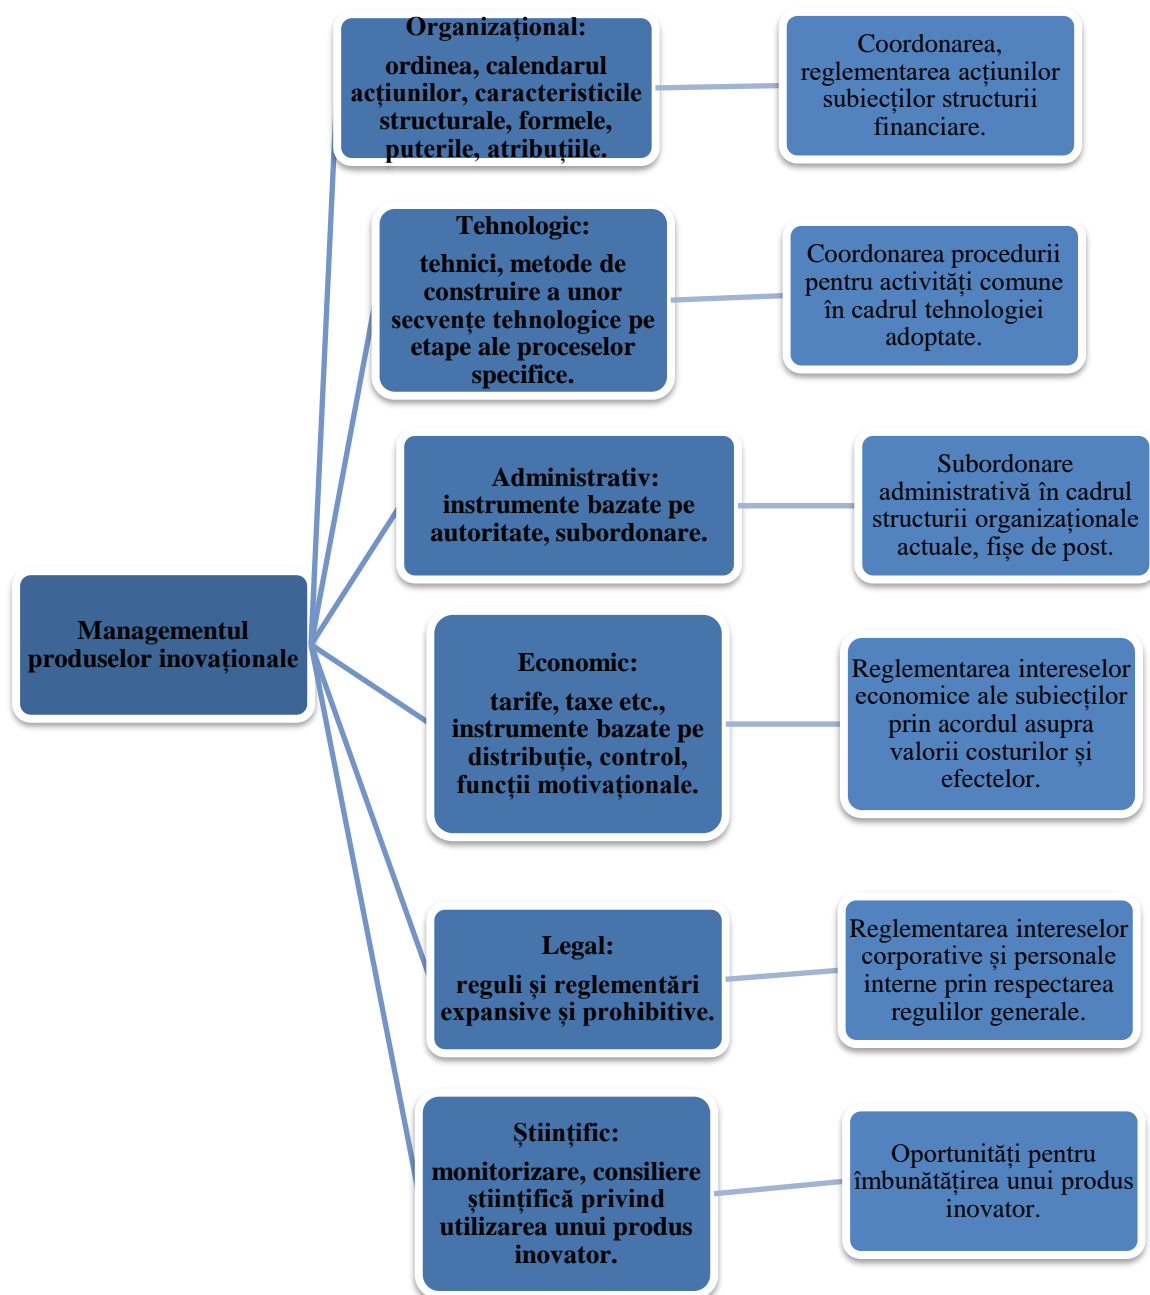 Organizațional:
ordinea, calendarul
acțiunilor, caracteristicile
structurale, formele,
puterile, atribuțiile.
Coordonarea,
reglementarea acțiunilor
subiecților structurii
financiare.
Tehnologic:
tehnici, metode de
construire a unor
secvențe tehnologice pe
etape ale proceselor
specifice.
Coordonarea procedurii
pentru activități comune
în cadrul tehnologiei
adoptate.
Administrativ:
instrumente bazate pe
autoritate, subordonare.
Subordonare
administrativă în cadrul
structurii organizaționale
actuale, fișe de post.
Managementul
produselor inovaționale
Economic:
tarife, taxe etc.,
instrumente bazate pe
distribuție, control,
funcții motivaționale.
Reglementarea intereselor
economice ale subiecților
prin acordul asupra
valorii costurilor și
efectelor.
Legal:
reguli și reglementări
expansive și prohibitive.
Reglementarea intereselor
corporative și personale
interne prin respectarea
regulilor generale.
Științific:
monitorizare, consiliere
științifică privind
utilizarea unui produs
inovator.
Oportunități pentru
îmbunătățirea unui produs
inovator.